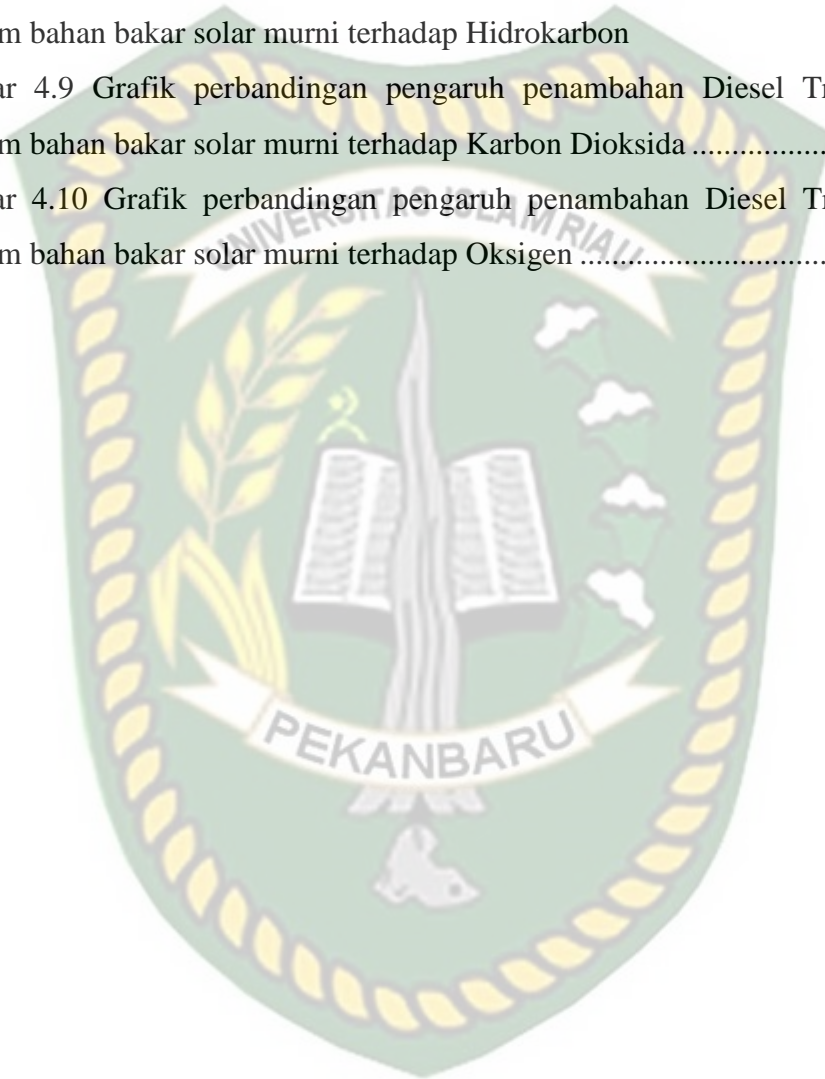 m bahan bakar solar murni terhadap Hidrokarbon
ar 4.9 Grafik perbandingan pengaruh penambahan Diesel Tr
m bahan bakar solar murni terhadap Karbon Dioksida .................
ar 4.10 Grafik perbandingan pengaruh penambahan Diesel Tr
m bahan bakar solar murni terhadap Oksigen ...............................
UNIVERSITAS ISLAM RIAU
PEKANBARU